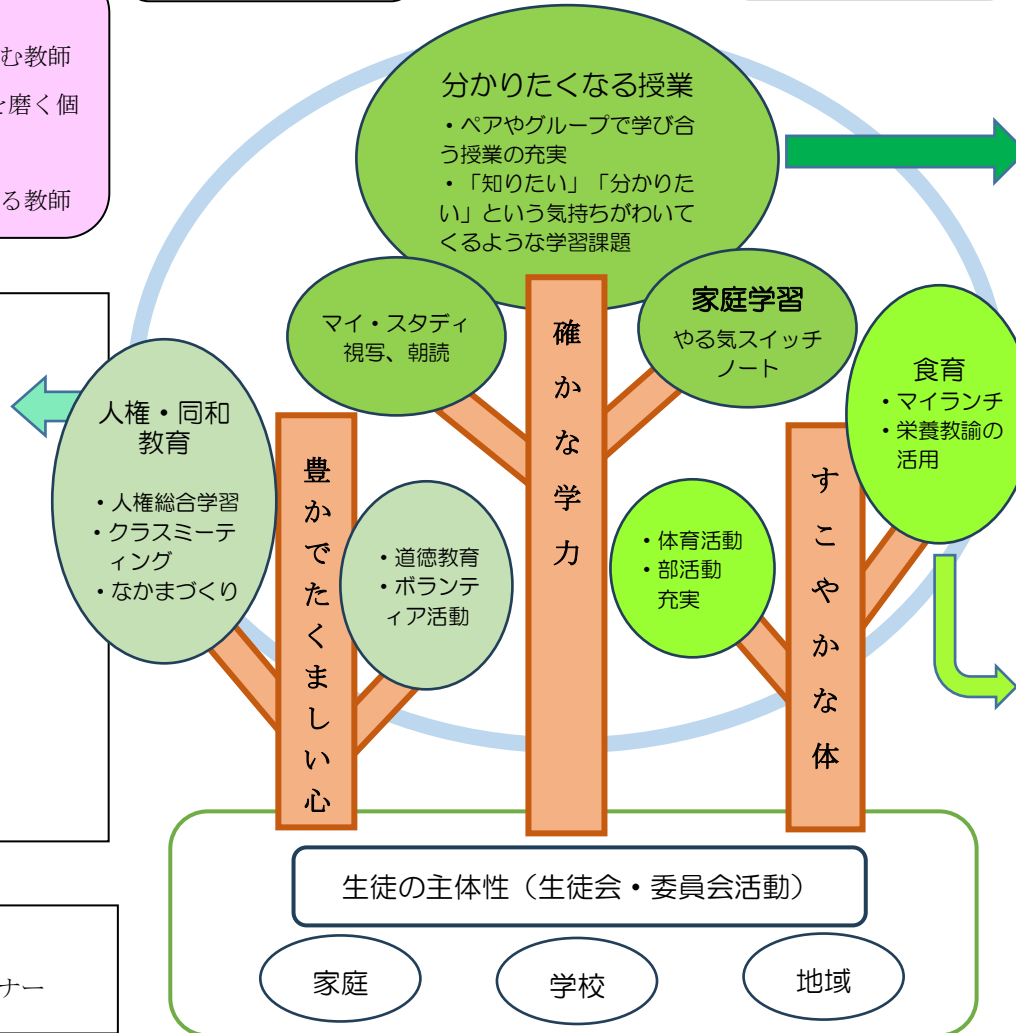 む教師
を磨く個
る教師
分かりたくなる授業
・ペアやグループで学び合
う授業の充実
・「知りたい」「分かりた
い」という気持ちがわいて
くるような学習課題
マイ・スタディ
視写、朝読
確かな学力
家庭学習
やる気スイッチ
ノート
食育
・マイランチ
・栄養教諭の
活用
人権・同和
教育
・人権総合学習
・クラスミーテ
ィング
・なかまづくり
豊かでたくましい心
・道徳教育
・ボランテ
ィア活動
・体育活動
・部活動
充実
すこやかな体
生徒の主体性（生徒会・委員会活動）
家庭
学校
地域
ナー